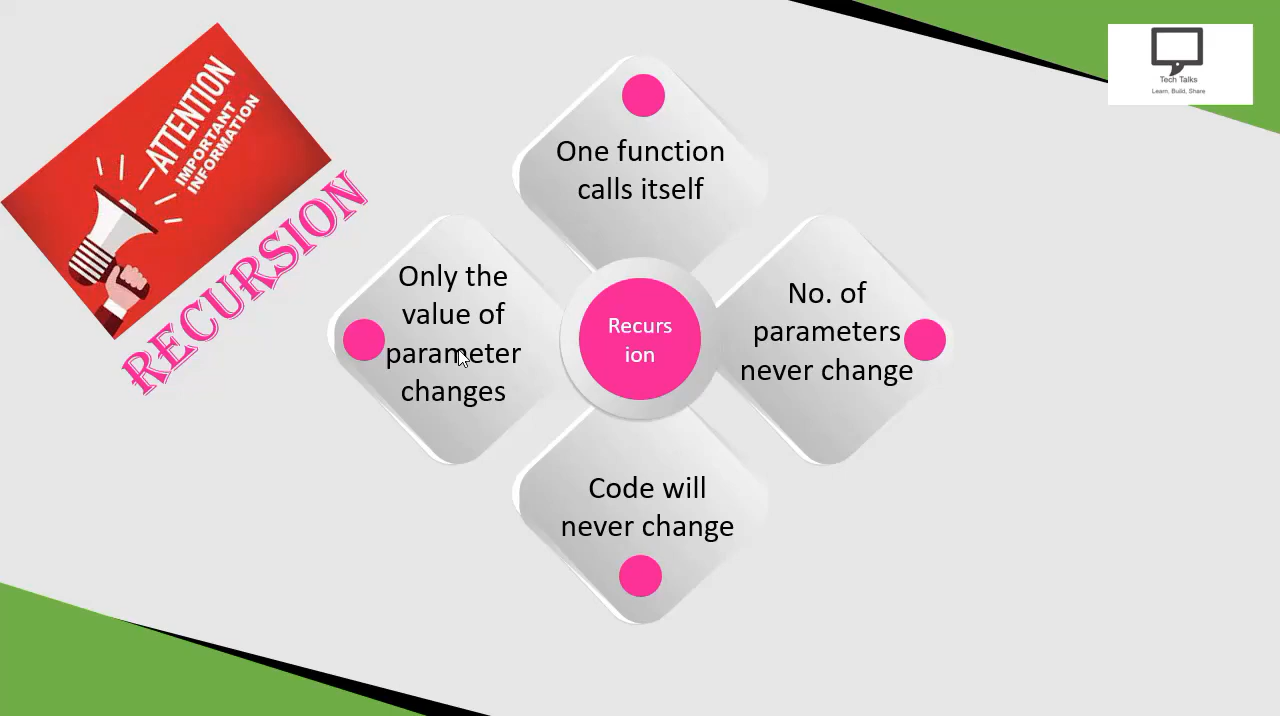 ATTENTION
IMPORTANT
INFORMATION
RECURSION
Tech Talks
Learn, Build, Share
One function
calls itself
Only the
value of
parameter
changes
Recurs
ion
No. of
parameters
never change
Code will
never change